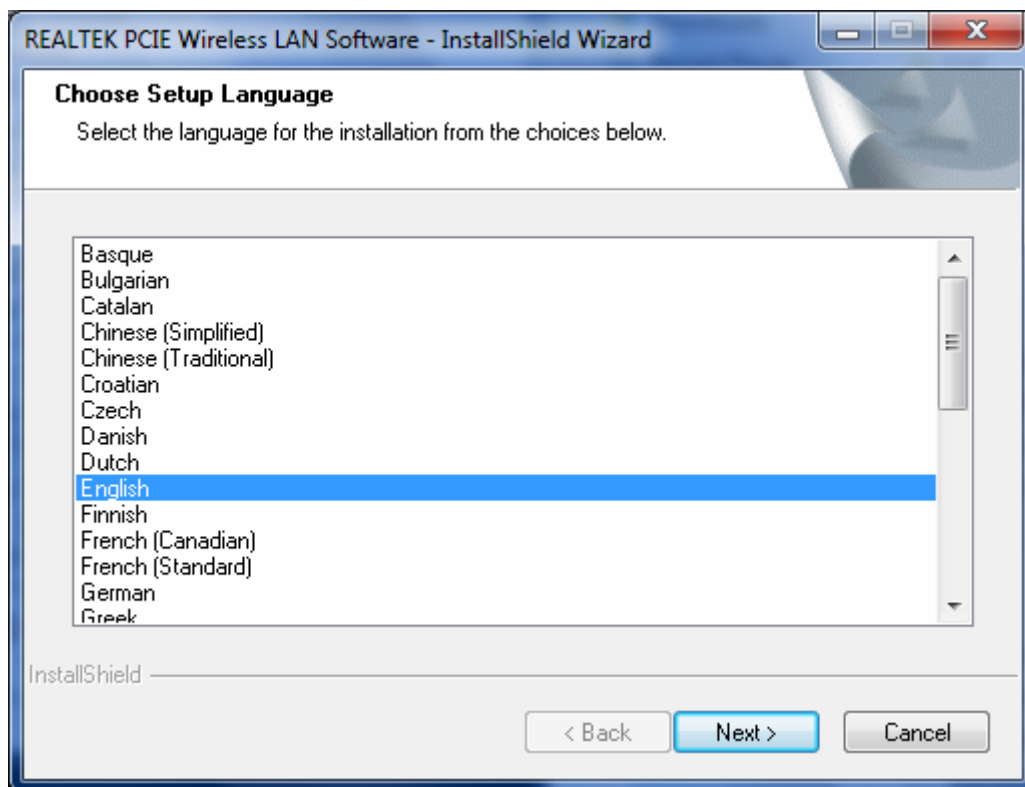 REALTEK PCIE Wireless LAN Software - InstallShield Wizard
Choose Setup Language
Select the language for the installation from the choices below.
Basque
Bulgarian
Catalan
Chinese (Simplified)
Chinese (Traditional)
Croatian
Czech
Danish
Dutch
English
Finnish
French (Canadian)
French (Standard)
German
Greek
InstallShield
< Back
Next >
Cancel